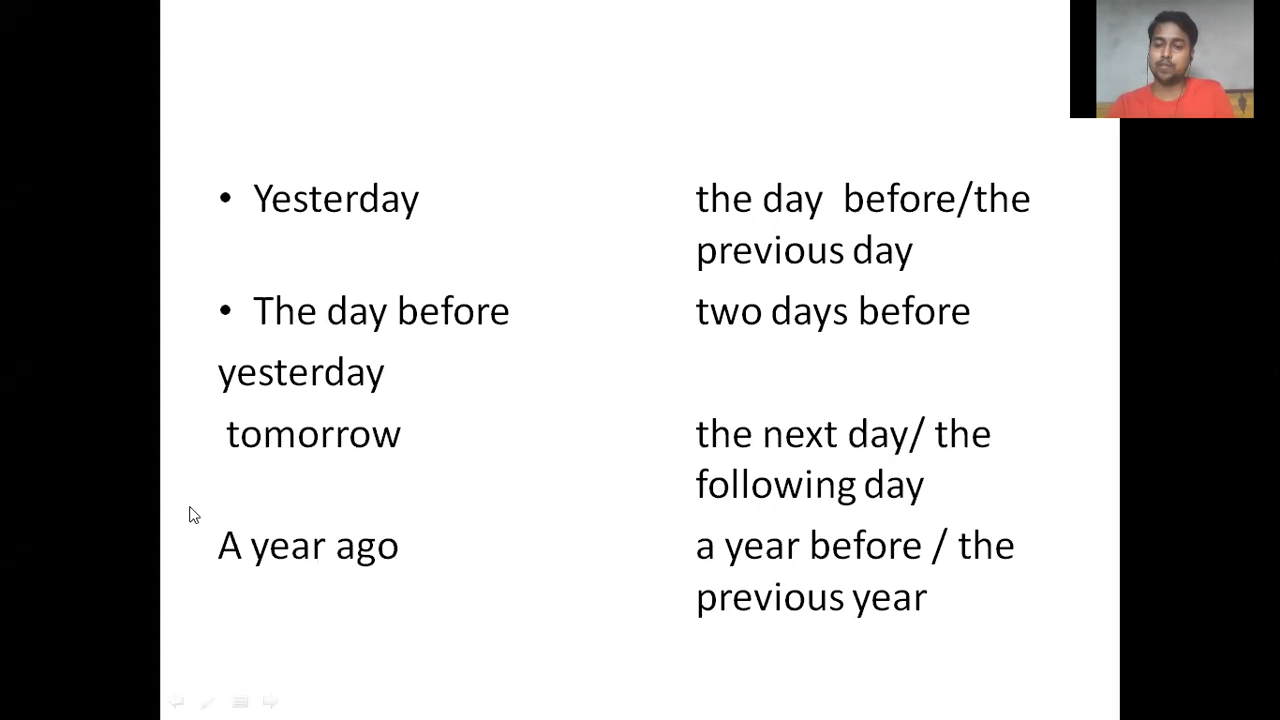 • Yesterday the day before/the
previous day
• The day before two days before
yesterday
tomorrow the next day/ the
following day
A year ago a year before / the
previous year